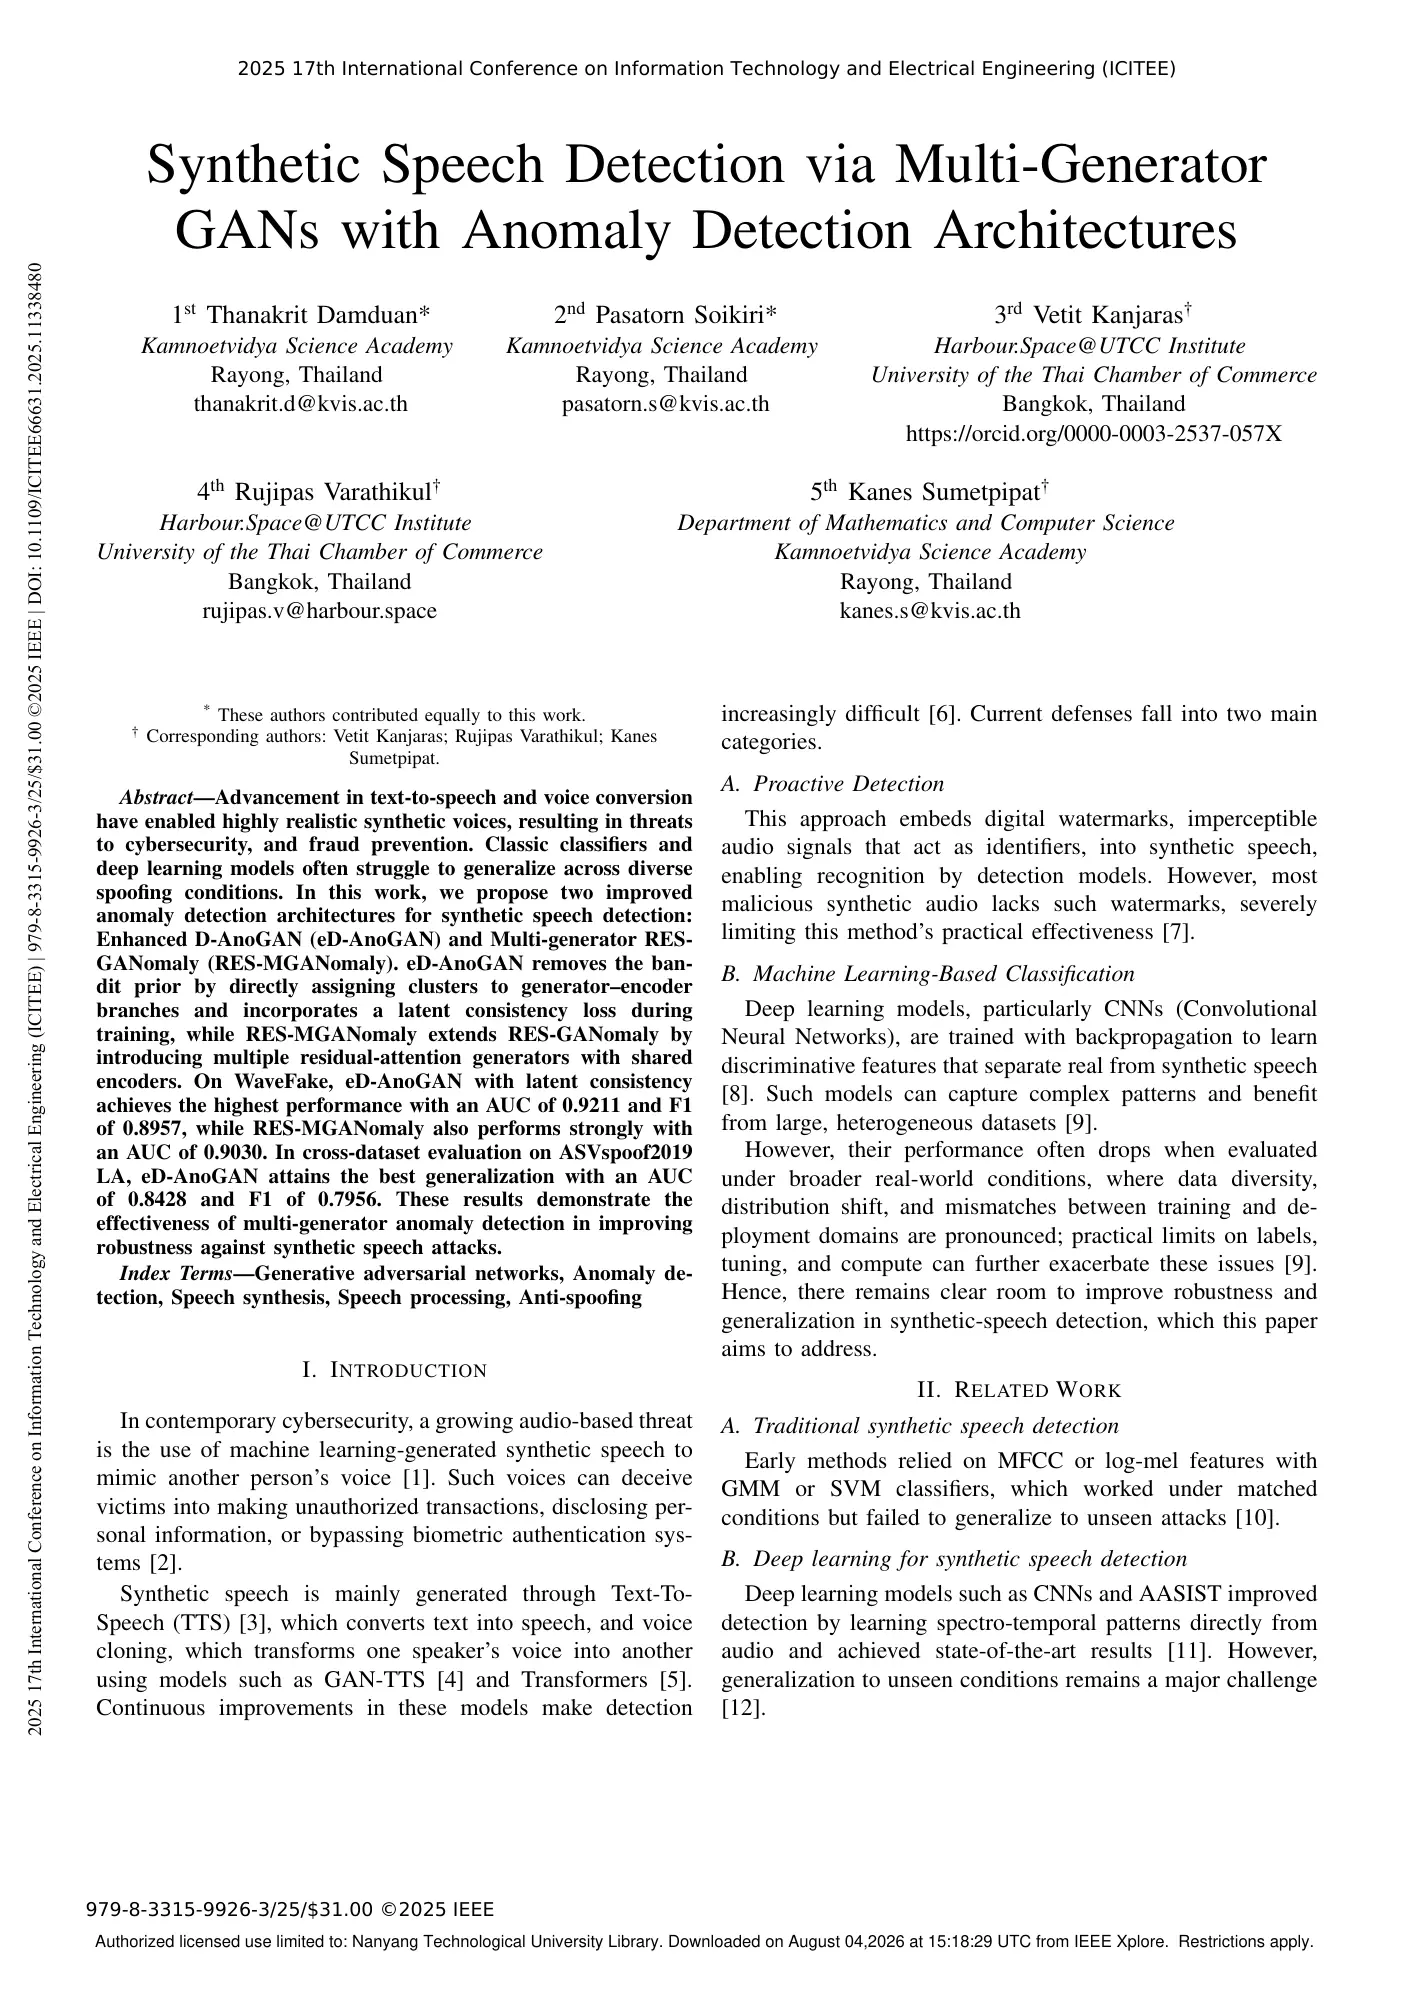 2025 17th International Conference on Information Technology and Electrical Engineering (ICITEE)
Synthetic Speech Detection via Multi-Generator
GANs with Anomaly Detection Architectures
1st Thanakrit Damduan*
Kamnoetvidya Science Academy
Rayong, Thailand
thanakrit.d@kvis.ac.th
2nd Pasatorn Soikiri*
Kamnoetvidya Science Academy
Rayong, Thailand
pasatorn.s@kvis.ac.th
3rd Vetit Kanjaras†
Harbour.Space@UTCC Institute
University of the Thai Chamber of Commerce
Bangkok, Thailand
https://orcid.org/0000-0003-2537-057X
4th Rujipas Varathikul†
Harbour.Space@UTCC Institute
University of the Thai Chamber of Commerce
Bangkok, Thailand
rujipas.v@harbour.space
5th Kanes Sumetpipat†
Department of Mathematics and Computer Science
Kamnoetvidya Science Academy
Rayong, Thailand
kanes.s@kvis.ac.th
* These authors contributed equally to this work.
† Corresponding authors: Vetit Kanjaras; Rujipas Varathikul; Kanes
Sumetpipat.
Abstract—Advancement in text-to-speech and voice conversion
have enabled highly realistic synthetic voices, resulting in threats
to cybersecurity, and fraud prevention. Classic classifiers and
deep learning models often struggle to generalize across diverse
spoofing conditions. In this work, we propose two improved
anomaly detection architectures for synthetic speech detection:
Enhanced D-AnoGAN (eD-AnoGAN) and Multi-generator RES-
GANomaly (RES-MGANomaly). eD-AnoGAN removes the ban-
dit prior by directly assigning clusters to generator–encoder
branches and incorporates a latent consistency loss during
training, while RES-MGANomaly extends RES-GANomaly by
introducing multiple residual-attention generators with shared
encoders. On WaveFake, eD-AnoGAN with latent consistency
achieves the highest performance with an AUC of 0.9211 and F1
of 0.8957, while RES-MGANomaly also performs strongly with
an AUC of 0.9030. In cross-dataset evaluation on ASVspoof2019
LA, eD-AnoGAN attains the best generalization with an AUC
of 0.8428 and F1 of 0.7956. These results demonstrate the
effectiveness of multi-generator anomaly detection in improving
robustness against synthetic speech attacks.
Index Terms—Generative adversarial networks, Anomaly de-
tection, Speech synthesis, Speech processing, Anti-spoofing
I. INTRODUCTION
In contemporary cybersecurity, a growing audio-based threat
is the use of machine learning-generated synthetic speech to
mimic another person's voice [1]. Such voices can deceive
victims into making unauthorized transactions, disclosing per-
sonal information, or bypassing biometric authentication sys-
tems [2].
Synthetic speech is mainly generated through Text-To-
Speech (TTS) [3], which converts text into speech, and voice
cloning, which transforms one speaker's voice into another
using models such as GAN-TTS [4] and Transformers [5].
Continuous improvements in these models make detection
increasingly difficult [6]. Current defenses fall into two main
categories.
A. Proactive Detection
This approach embeds digital watermarks, imperceptible
audio signals that act as identifiers, into synthetic speech,
enabling recognition by detection models. However, most
malicious synthetic audio lacks such watermarks, severely
limiting this method's practical effectiveness [7].
B. Machine Learning-Based Classification
Deep learning models, particularly CNNs (Convolutional
Neural Networks), are trained with backpropagation to learn
discriminative features that separate real from synthetic speech
[8]. Such models can capture complex patterns and benefit
from large, heterogeneous datasets [9].
However, their performance often drops when evaluated
under broader real-world conditions, where data diversity,
distribution shift, and mismatches between training and de-
ployment domains are pronounced; practical limits on labels,
tuning, and compute can further exacerbate these issues [9].
Hence, there remains clear room to improve robustness and
generalization in synthetic-speech detection, which this paper
aims to address.
II. RELATED WORK
A. Traditional synthetic speech detection
Early methods relied on MFCC or log-mel features with
GMM or SVM classifiers, which worked under matched
conditions but failed to generalize to unseen attacks [10].
B. Deep learning for synthetic speech detection
Deep learning models such as CNNs and AASIST improved
detection by learning spectro-temporal patterns directly from
audio and achieved state-of-the-art results [11]. However,
generalization to unseen conditions remains a major challenge
[12].
2025 17th International Conference on Information Technology and Electrical Engineering (ICITEE) | 979-8-3315-9926-3/25/$31.00 ©2025 IEEE | DOI: 10.1109/ICITEE66631.2025.11338480
979-8-3315-9926-3/25/$31.00 ©2025 IEEE
Authorized licensed use limited to: Nanyang Technological University Library. Downloaded on August 04,2026 at 15:18:29 UTC from IEEE Xplore. Restrictions apply.